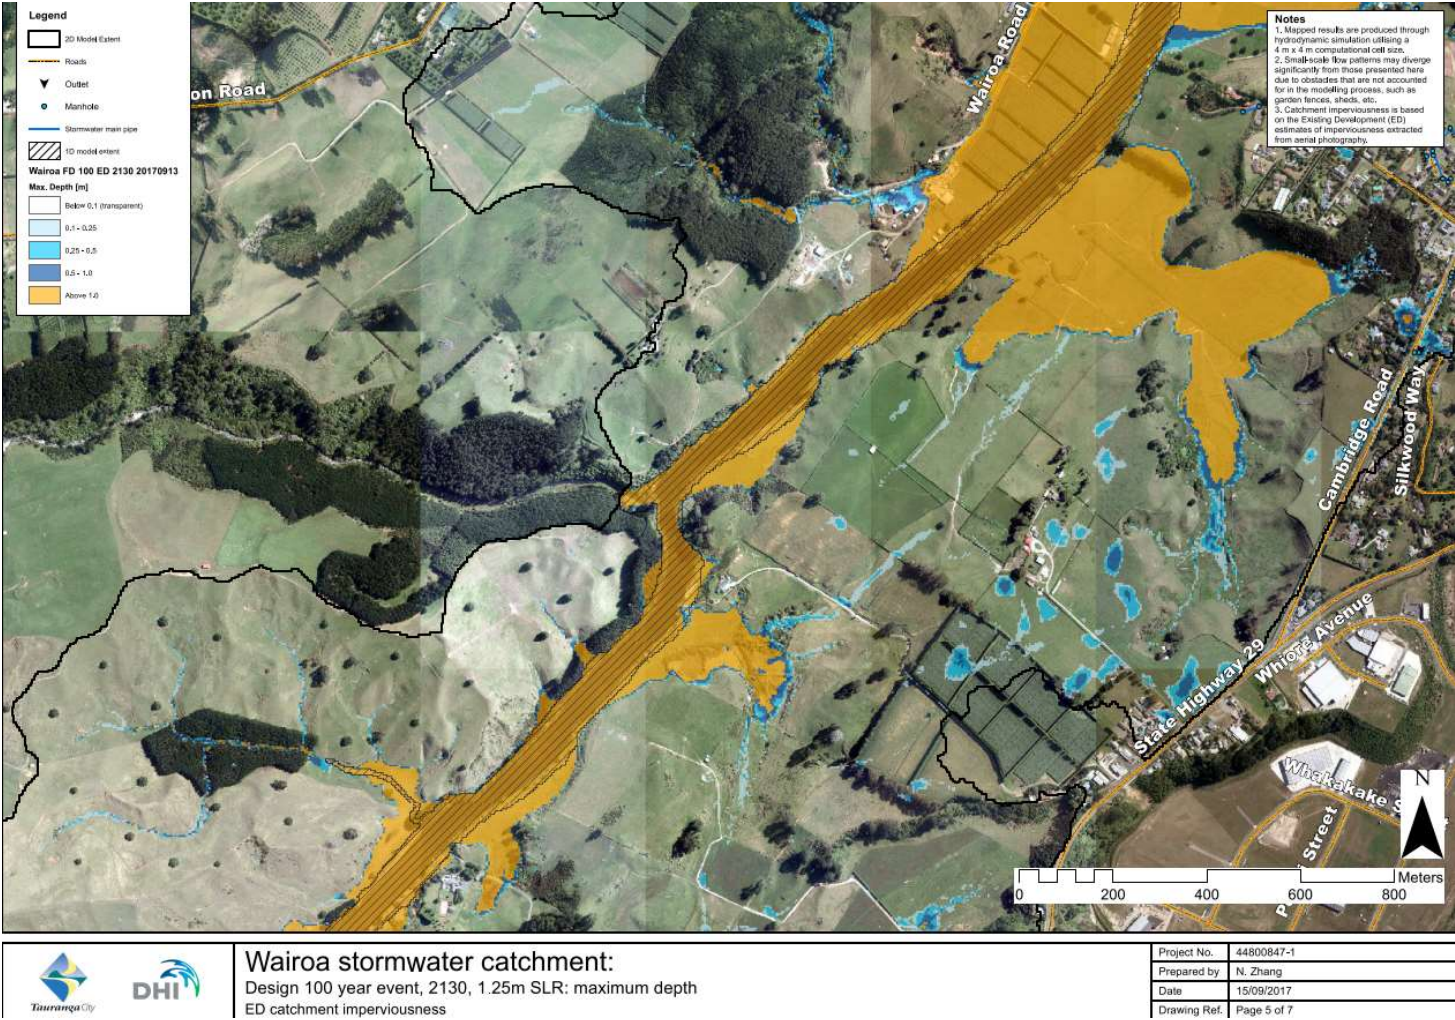 Legend
2D Model Extent
Roads
Outlet
Manhole
Stormwater main pipe
1D model extent
Wairoa FD 100 ED 2130 20170913
Max. Depth [m]
Below 0.1 (transparent)
0.1 - 0.25
0.25 - 0.5
0.5 - 1.0
Above 1.0
on Road
Wairoa Road
Notes
1. Mapped results are produced through
hydrodynamic simulation utilising a
4 m x 4 m computational cell size.
2. Small-scale flow patterns may diverge
significantly from those presented here
due to obstacles that are not accounted
for in the modelling process, such as
garden fences, sheds, etc.
3. Catchment imperviousness is based
on the Existing Development (ED)
estimates of imperviousness extracted
from aerial photography.
Cambridge Road
Silkwood Way
State Highway 29
Whiore Avenue
Whakakake S
Street
N
Meters
0 200 400 600 800
Tauranga City
DHI
Wairoa stormwater catchment:
Design 100 year event, 2130, 1.25m SLR: maximum depth
ED catchment imperviousness
Project No. 44800847-1
Prepared by N. Zhang
Date 15/09/2017
Drawing Ref. Page 5 of 7